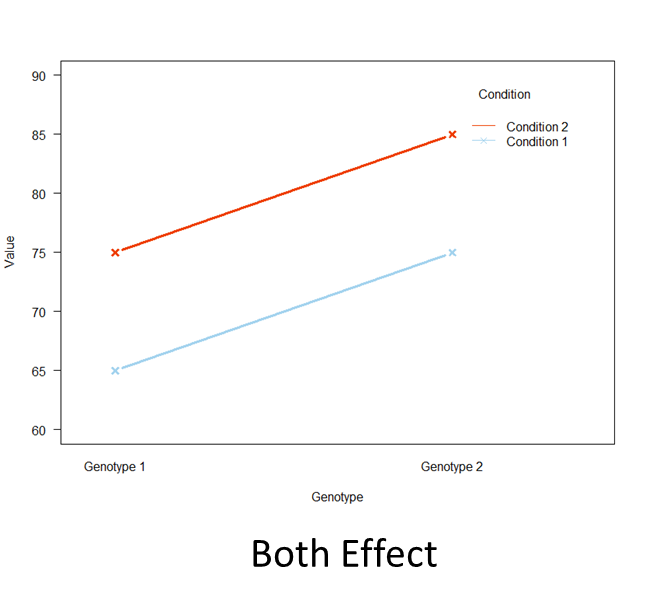 90
85
80
75
70
65
60
Value
Condition
Condition 2
Condition 1
Genotype 1
Genotype 2
Genotype
Both Effect